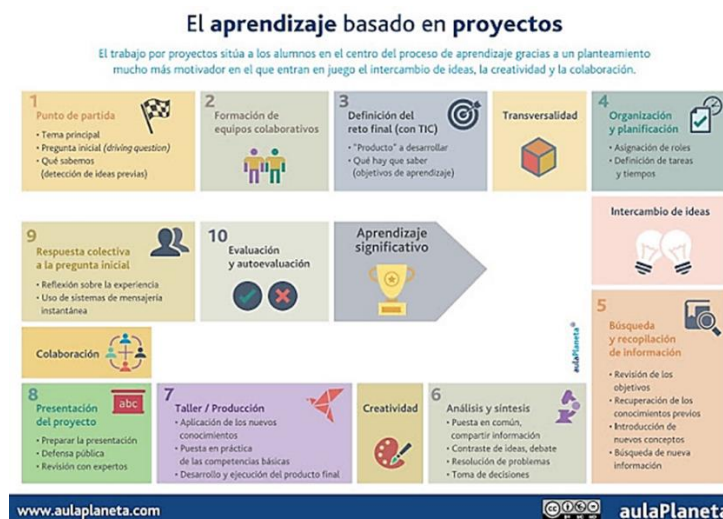 El aprendizaje basado en proyectos
El trabajo por proyectos sitúa a los alumnos en el centro del proceso de aprendizaje gracias a un planteamiento
mucho más motivador en el que entran en juego el intercambio de ideas, la creatividad y la colaboración.
1
Punto de partida
• Tema principal
• Pregunta inicial (driving question)
• Qué sabemos
(detección de ideas previas)
2
Formación de
equipos colaborativos
3
Definición del
reto final (con TIC)
• "Producto" a desarrollar
• Qué hay que saber
(objetivos de aprendizaje)
Transversalidad
4
Organización
y planificación
• Asignación de roles
• Definición de tareas
y tiempos
Intercambio de ideas
5
Búsqueda
y recopilación
de información
• Revisión de los
objetivos
• Recuperación de los
conocimientos previos
• Introducción de
nuevos conceptos
• Búsqueda de nueva
información
6
Análisis y síntesis
• Puesta en común,
compartir información
• Contraste de ideas, debate
• Resolución de problemas
• Toma de decisiones
Creatividad
7
Taller / Producción
• Aplicación de los nuevos
conocimientos
• Puesta en práctica
de las competencias básicas
• Desarrollo y ejecución del producto final
8
Presentación
del proyecto
abc
• Preparar la presentación
• Defensa pública
• Revisión con expertos
Colaboración
9
Respuesta colectiva
a la pregunta inicial
• Reflexión sobre la experiencia
• Uso de sistemas de mensajería
instantánea
10
Evaluación
y autoevaluación
Aprendizaje
significativo
aulaPlaneta
www.aulaplaneta.com
aulaPlaneta